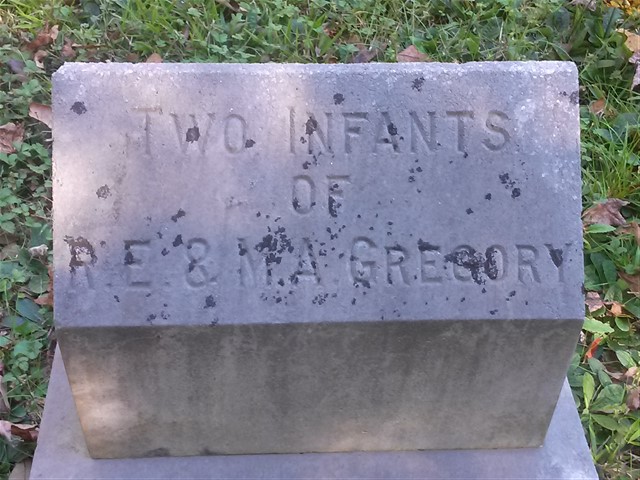 Two Infants
of
R. E. & M. A. Gregory